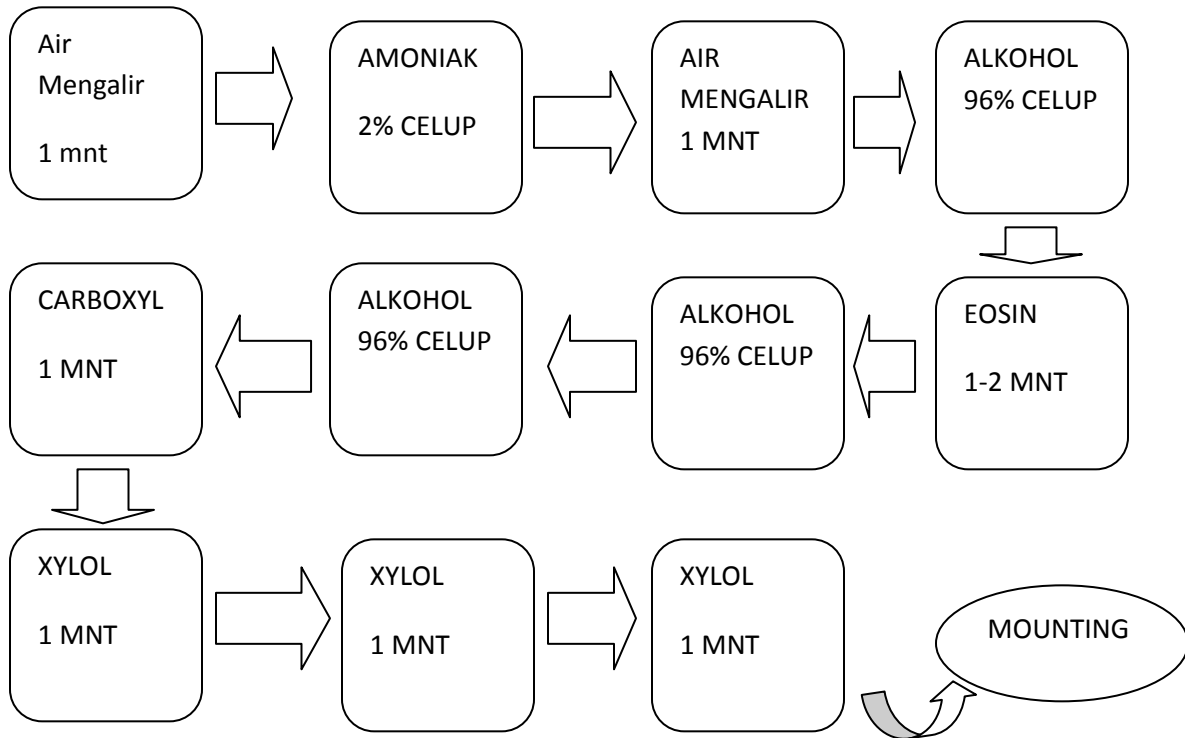 Air
Mengalir
1 mnt
AMONIAK
2% CELUP
AIR
MENGALIR
1 MNT
ALKOHOL
96% CELUP
EOSIN
1-2 MNT
ALKOHOL
96% CELUP
ALKOHOL
96% CELUP
CARBOXYL
1 MNT
XYLOL
1 MNT
XYLOL
1 MNT
XYLOL
1 MNT
MOUNTING